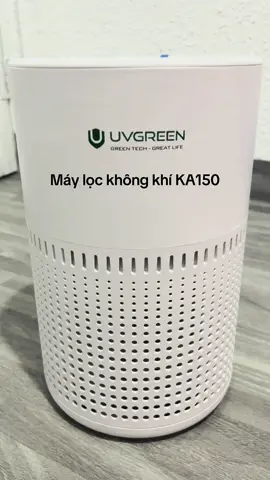 UVGREEN
GREEN TECH - GREAT LIFE
Máy lọc không khí KA150